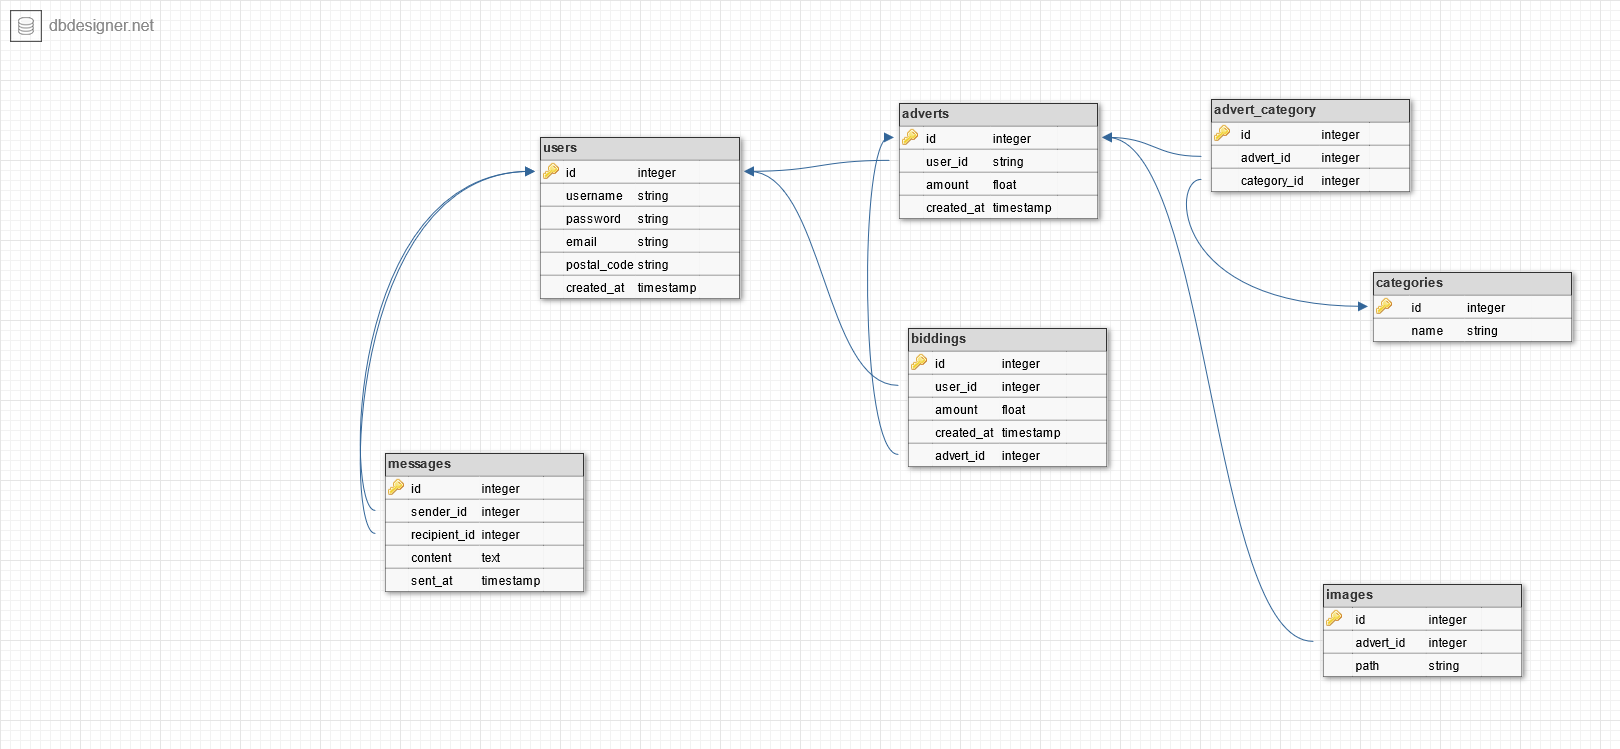 dbdesigner.net
users
id integer
username string
password string
email string
postal_code string
created_at timestamp
adverts
id integer
user_id string
amount float
created_at timestamp
advert_category
id integer
advert_id integer
category_id integer
categories
id integer
name string
biddings
id integer
user_id integer
amount float
created_at timestamp
advert_id integer
messages
id integer
sender_id integer
recipient_id integer
content text
sent_at timestamp
images
id integer
advert_id integer
path string